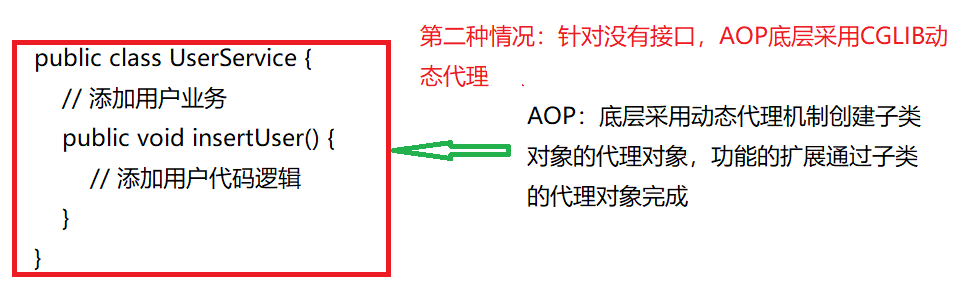 public class UserService {
// 添加用户业务
public void insertUser() {
// 添加用户代码逻辑
}
}
第二种情况：针对没有接口，AOP底层采用CGLIB动
态代理
AOP：底层采用动态代理机制创建子类
对象的代理对象，功能的扩展通过子类
的代理对象完成